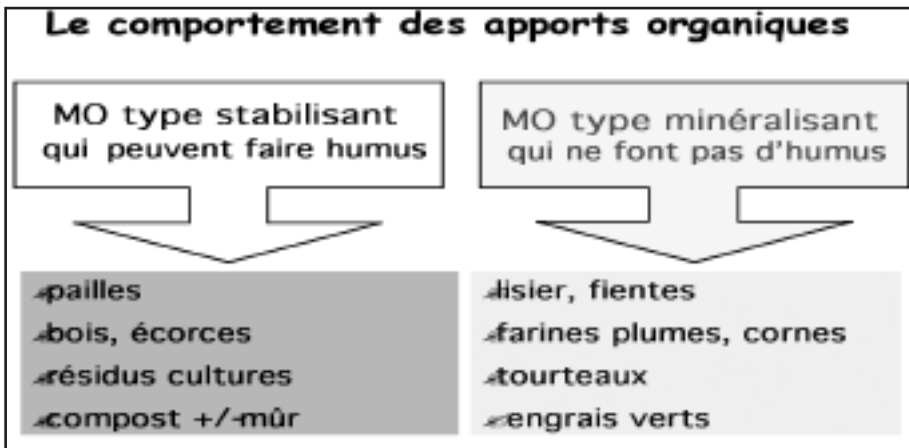 Le comportement des apports organiques
MO type stabilisant
qui peuvent faire humus
MO type minéralisant
qui ne font pas d'humus
pailles
bois, écorces
résidus cultures
compost +/-mûr
lisier, fientes
farines plumes, cornes
tourteaux
engrais verts